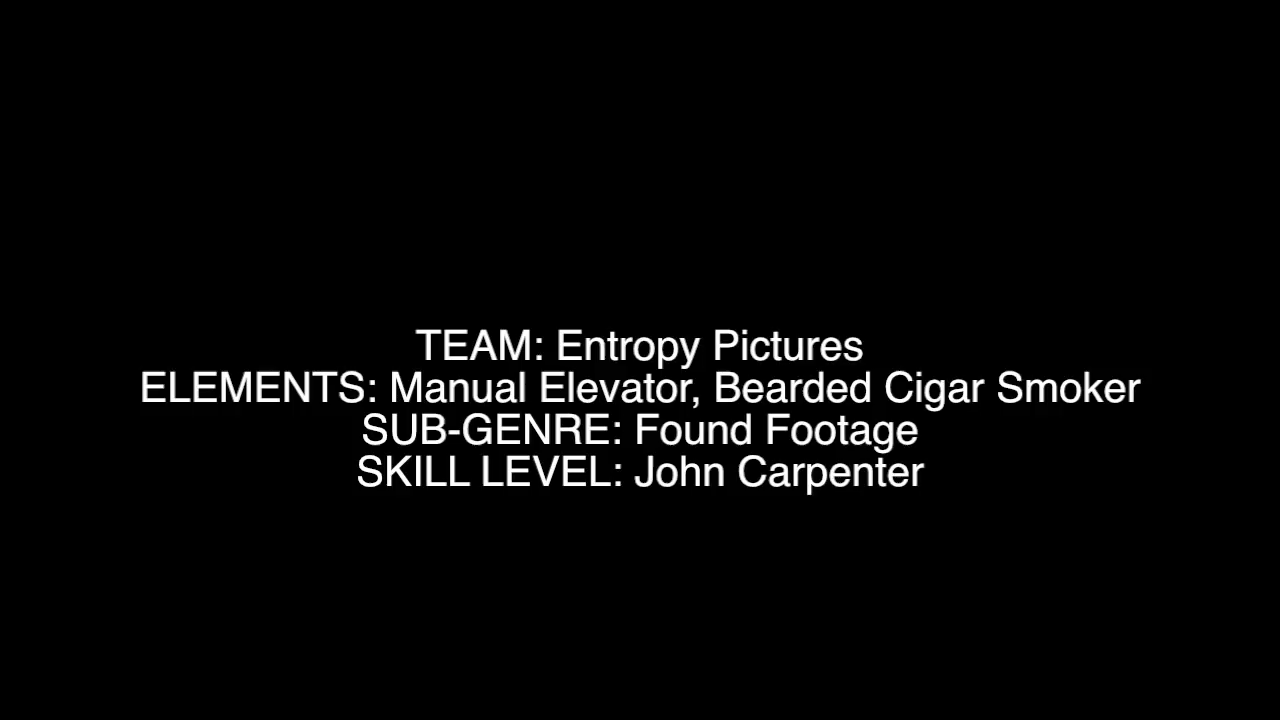 TEAM: Entropy Pictures
ELEMENTS: Manual Elevator, Bearded Cigar Smoker
SUB-GENRE: Found Footage
SKILL LEVEL: John Carpenter